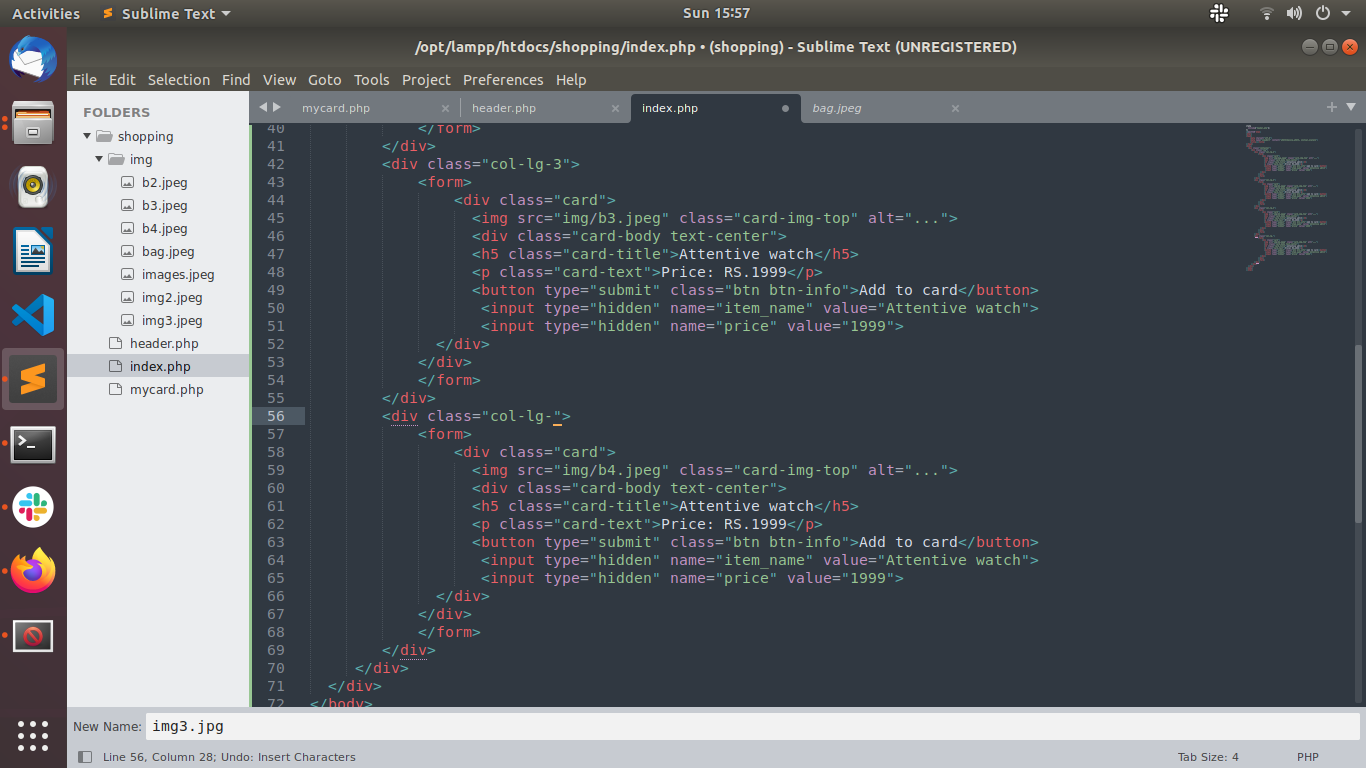 Activities Sublime Text Sun 15:57
/opt/lampp/htdocs/shopping/index.php • (shopping) - Sublime Text (UNREGISTERED)
File Edit Selection Find View Goto Tools Project Preferences Help
FOLDERS
shopping
img
b2.jpeg
b3.jpeg
b4.jpeg
bag.jpeg
images.jpeg
img2.jpeg
img3.jpeg
header.php
index.php
mycard.php
mycard.php header.php index.php bag.jpeg
40 </form>
41 </div>
42 <div class="col-lg-3">
43 <form>
44 <div class="card">
45 <img src="img/b3.jpeg" class="card-img-top" alt="...">
46 <div class="card-body text-center">
47 <h5 class="card-title">Attentive watch</h5>
48 <p class="card-text">Price: RS.1999</p>
49 <button type="submit" class="btn btn-info">Add to card</button>
50 <input type="hidden" name="item_name" value="Attentive watch">
51 <input type="hidden" name="price" value="1999">
52 </div>
53 </div>
54 </form>
55 </div>
56 <div class="col-lg-">
57 <form>
58 <div class="card">
59 <img src="img/b4.jpeg" class="card-img-top" alt="...">
60 <div class="card-body text-center">
61 <h5 class="card-title">Attentive watch</h5>
62 <p class="card-text">Price: RS.1999</p>
63 <button type="submit" class="btn btn-info">Add to card</button>
64 <input type="hidden" name="item_name" value="Attentive watch">
65 <input type="hidden" name="price" value="1999">
66 </div>
67 </div>
68 </form>
69 </div>
70 </div>
71 </div>
72 </body>
New Name: img3.jpg
Line 56, Column 28; Undo: Insert Characters Tab Size: 4 PHP